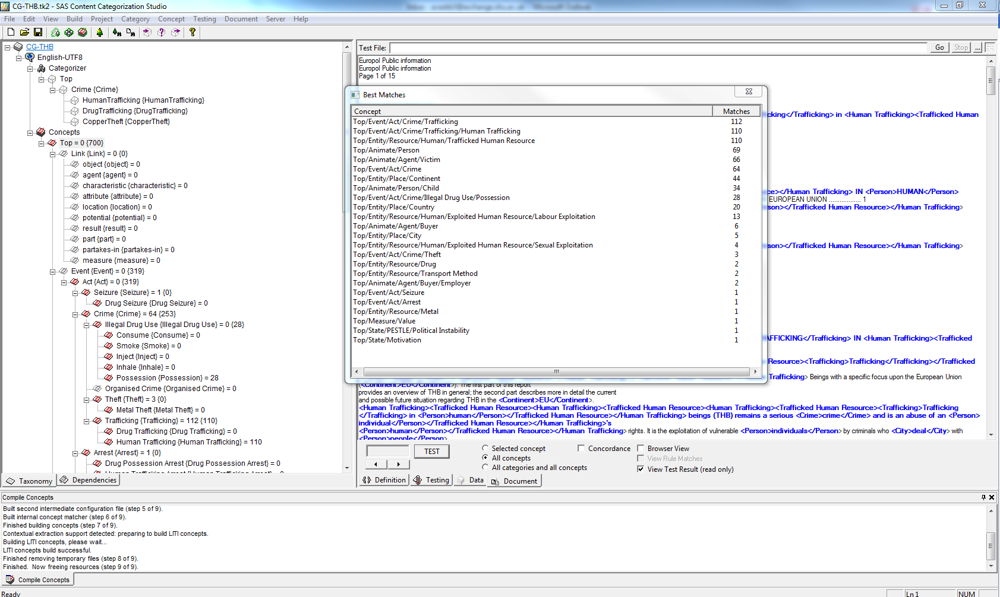 CG-THB.tk2 - SAS Content Categorization Studio
File Edit View Build Project Category Concept Testing Document Server Help
CG-THB
English-UTF8
Categorizer
Top
Crime {Crime}
HumanTrafficking {HumanTrafficking}
DrugTrafficking {DrugTrafficking}
CopperTheft {CopperTheft}
Concepts
Top = 0 {700}
Link {Link} = 0 {0}
object {object} = 0
agent {agent} = 0
characteristic {characteristic} = 0
attribute {attribute} = 0
location {location} = 0
potential {potential} = 0
result {result} = 0
part {part} = 0
partakes-in {partakes-in} = 0
measure {measure} = 0
Event {Event} = 0 {319}
Act {Act} = 0 {319}
Seizure {Seizure} = 1 {0}
Drug Seizure {Drug Seizure} = 0
Crime {Crime} = 64 {253}
Illegal Drug Use {Illegal Drug Use} = 0 {28}
Consume {Consume} = 0
Smoke {Smoke} = 0
Inject {Inject} = 0
Inhale {Inhale} = 0
Possession {Possession} = 28
Organised Crime {Organised Crime} = 0
Theft {Theft} = 3 {0}
Metal Theft {Metal Theft} = 0
Trafficking {Trafficking} = 112 {110}
Drug Trafficking {Drug Trafficking} = 0
Human Trafficking {Human Trafficking} = 110
Arrest {Arrest} = 1 {0}
Drug Possession Arrest {Drug Possession Arrest} = 0
Human Trafficking Arrest {Human Trafficking Arrest} = 0
Taxonomy Dependencies
Test File: Go Stop ...
Europol Public information
Europol Public information
Page 1 of 15
cking</Trafficking> in <Human Trafficking><Trafficked Human
ce></Human Trafficking> IN <Person>HUMAN</Person>
EUROPEAN UNION ................. 1
son></Trafficked Human Resource></Human Trafficking>
son></Trafficked Human Resource></Human Trafficking>
AFFICKING</Trafficking> IN <Human Trafficking><Trafficked
Resource><Trafficking>Trafficking</Trafficking></Trafficked
Trafficking> Beings with a specific focus upon the European Union
(<Continent>EU</Continent>). The first part of this report
provides an overview of THB in general; the second part describes more in detail the current
and possible future situation regarding THB in the <Continent>EU</Continent>.
<Human Trafficking><Trafficked Human Resource><Human Trafficking><Trafficked Human Resource><Human Trafficking><Trafficked Human Resource><Trafficking>Trafficking
</Trafficking> in <Person>human</Person></Trafficked Human Resource></Human Trafficking> beings (THB) remains a serious <Crime>crime</Crime> and is an abuse of an <Person>
individual</Person></Trafficked Human Resource></Human Trafficking>'s
<Person>human</Person></Trafficked Human Resource></Human Trafficking> rights. It is the exploitation of vulnerable <Person>individuals</Person> by criminals who <City>deal</City> with
<Person>people</Person>
Best Matches
Concept Matches
Top/Event/Act/Crime/Trafficking 112
Top/Event/Act/Crime/Trafficking/Human Trafficking 110
Top/Entity/Resource/Human/Trafficked Human Resource 110
Top/Animate/Person 69
Top/Animate/Agent/Victim 66
Top/Event/Act/Crime 64
Top/Entity/Place/Continent 44
Top/Animate/Person/Child 34
Top/Event/Act/Crime/Illegal Drug Use/Possession 28
Top/Entity/Place/Country 20
Top/Entity/Resource/Human/Exploited Human Resource/Labour Exploitation 13
Top/Animate/Agent/Buyer 6
Top/Entity/Place/City 5
Top/Entity/Resource/Human/Exploited Human Resource/Sexual Exploitation 4
Top/Event/Act/Crime/Theft 3
Top/Entity/Resource/Drug 2
Top/Entity/Resource/Transport Method 2
Top/Animate/Agent/Buyer/Employer 2
Top/Event/Act/Seizure 1
Top/Event/Act/Arrest 1
Top/Entity/Resource/Metal 1
Top/Measure/Value 1
Top/State/PESTLE/Political Instability 1
Top/State/Motivation 1
TEST
Selected concept
All concepts
All categories and all concepts
Concordance
Browser View
View Rule Matches
View Test Result (read only)
Definition Testing Data Document
Compile Concepts
Built second intermediate configuration file (step 5 of 9).
Built internal concept matcher (step 6 of 9).
Finished building concepts (step 7 of 9).
Contextual extraction support detected: preparing to build LITI concepts.
Building LITI concepts, please wait...
LITI concepts build successful.
Finished removing temporary files (step 8 of 9).
Finished. Now freeing resources (step 9 of 9).
Compile Concepts
Ready Ln 1 NUM